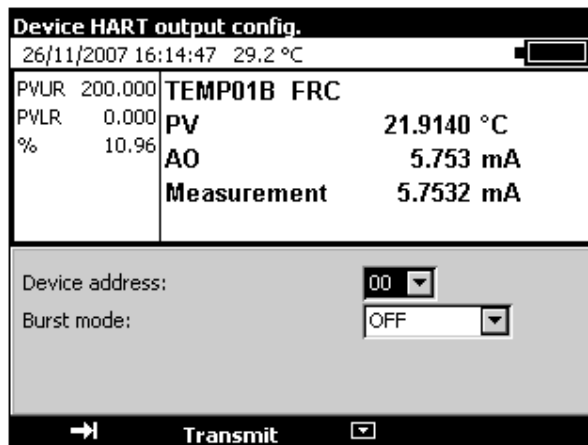 Device HART output config.
26/11/2007 16:14:47 29.2 °C
PVUR 200.000
PVLR 0.000
% 10.96
TEMP01B FRC
PV 21.9140 °C
AO 5.753 mA
Measurement 5.7532 mA
Device address: 00
Burst mode: OFF
Transmit